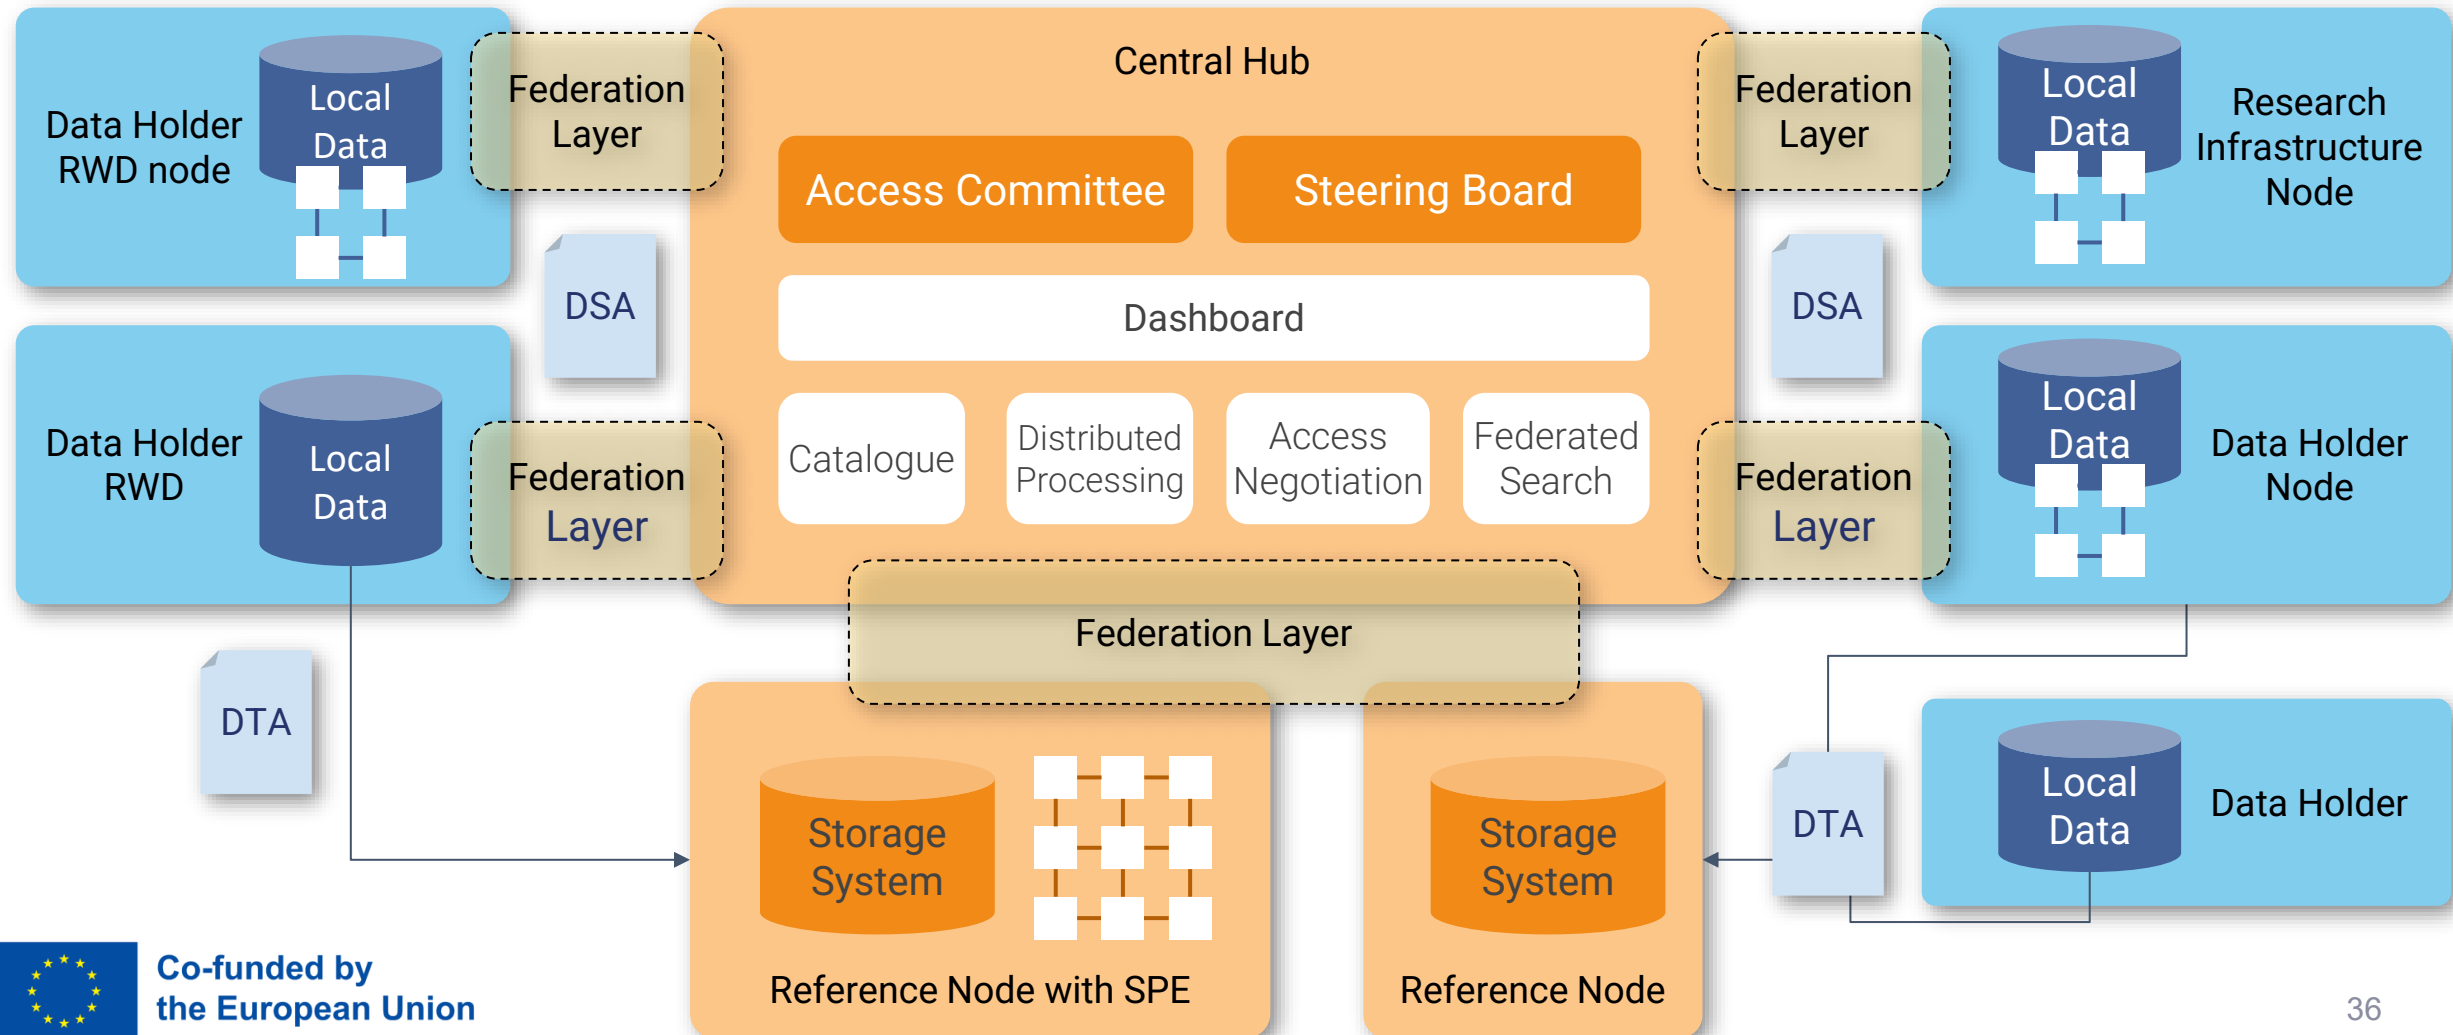 Data Holder
RWD node
Local
Data
Federation
Layer
Central Hub
Access Committee
Steering Board
Dashboard
Catalogue
Distributed
Processing
Access
Negotiation
Federated
Search
Federation
Layer
Local
Data
Research
Infrastructure
Node
DSA
DSA
Data Holder
RWD
Local
Data
Federation
Layer
Federation
Layer
Local
Data
Data Holder
Node
Federation Layer
DTA
Storage
System
Reference Node with SPE
Storage
System
Reference Node
DTA
Local
Data
Data Holder
Co-funded by
the European Union
36